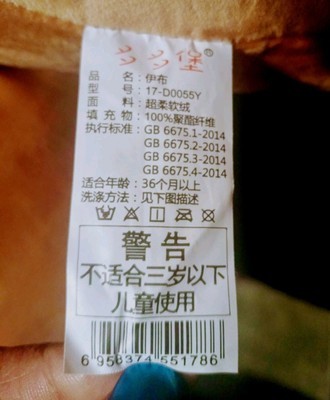 多多堡®
品 名：伊布
型 号：17-D0055Y
面 料：超柔软绒
填 充 物：100%聚酯纤维
执行标准：GB 6675.1-2014
GB 6675.2-2014
GB 6675.3-2014
GB 6675.4-2014
适合年龄：36个月以上
洗涤方法：见下图描述
警告
不适合三岁以下
儿童使用
6 958374 551786